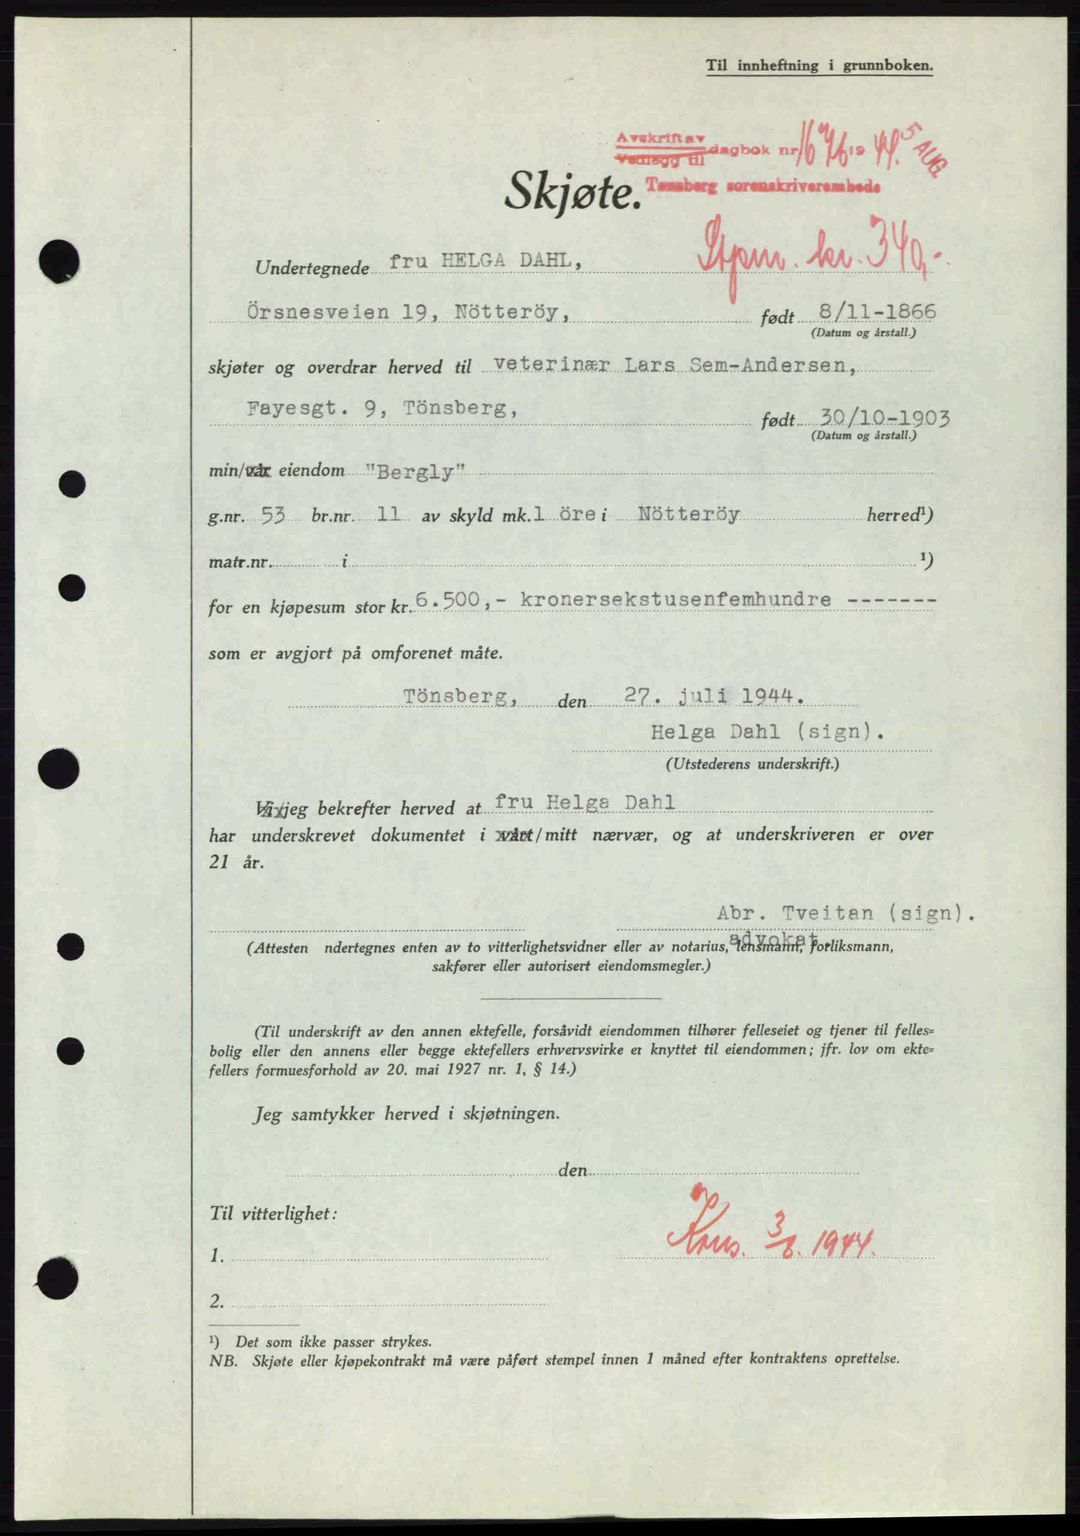 Til innheftning i grunnboken.
Avskrift av
Vedlegg til dagbok nr. 1676 1944. 5 AUG.
Tønsberg sorenskriverembede
Skjøte.
Stjem. kr. 340,-.
Undertegnede fru HELGA DAHL,
Örsnesveien 19, Nötteröy, født 8/11-1866
(Datum og årstall.)
skjøter og overdrar herved til veterinær Lars Sem-Andersen,
Fayesgt. 9, Tönsberg, født 30/10-1903
(Datum og årstall.)
min/vår eiendom "Bergly"
g.nr. 53 br.nr. 11 av skyld mk. 1 öre i Nötteröy herred¹)
matr.nr. i ¹)
for en kjøpesum stor kr. 6.500,- kronersekstusenfemhundre -------
som er avgjort på omforenet måte.
Tönsberg, den 27. juli 1944.
Helga Dahl (sign).
(Utstederens underskrift.)
Vi/jeg bekrefter herved at fru Helga Dahl
har underskrevet dokumentet i vårt/mitt nærvær, og at underskriveren er over
21 år.
Abr. Tveitan (sign).
advokat
(Attesten ndertegnes enten av to vitterlighetsvidner eller av notarius, lensmann, forliksmann,
sakfører eller autorisert eiendomsmegler.)
(Til underskrift av den annen ektefelle, forsåvidt eiendommen tilhører felleseiet og tjener til felles=
bolig eller den annens eller begge ektefellers erhvervsvirke er knyttet til eiendommen; jfr. lov om ekte=
fellers formuesforhold av 20. mai 1927 nr. 1, § 14.)
Jeg samtykker herved i skjøtningen.
den
Til vitterlighet:
1.
3/8. 1944.
2.
¹) Det som ikke passer strykes.
NB. Skjøte eller kjøpekontrakt må være påført stempel innen 1 måned efter kontraktens oprettelse.